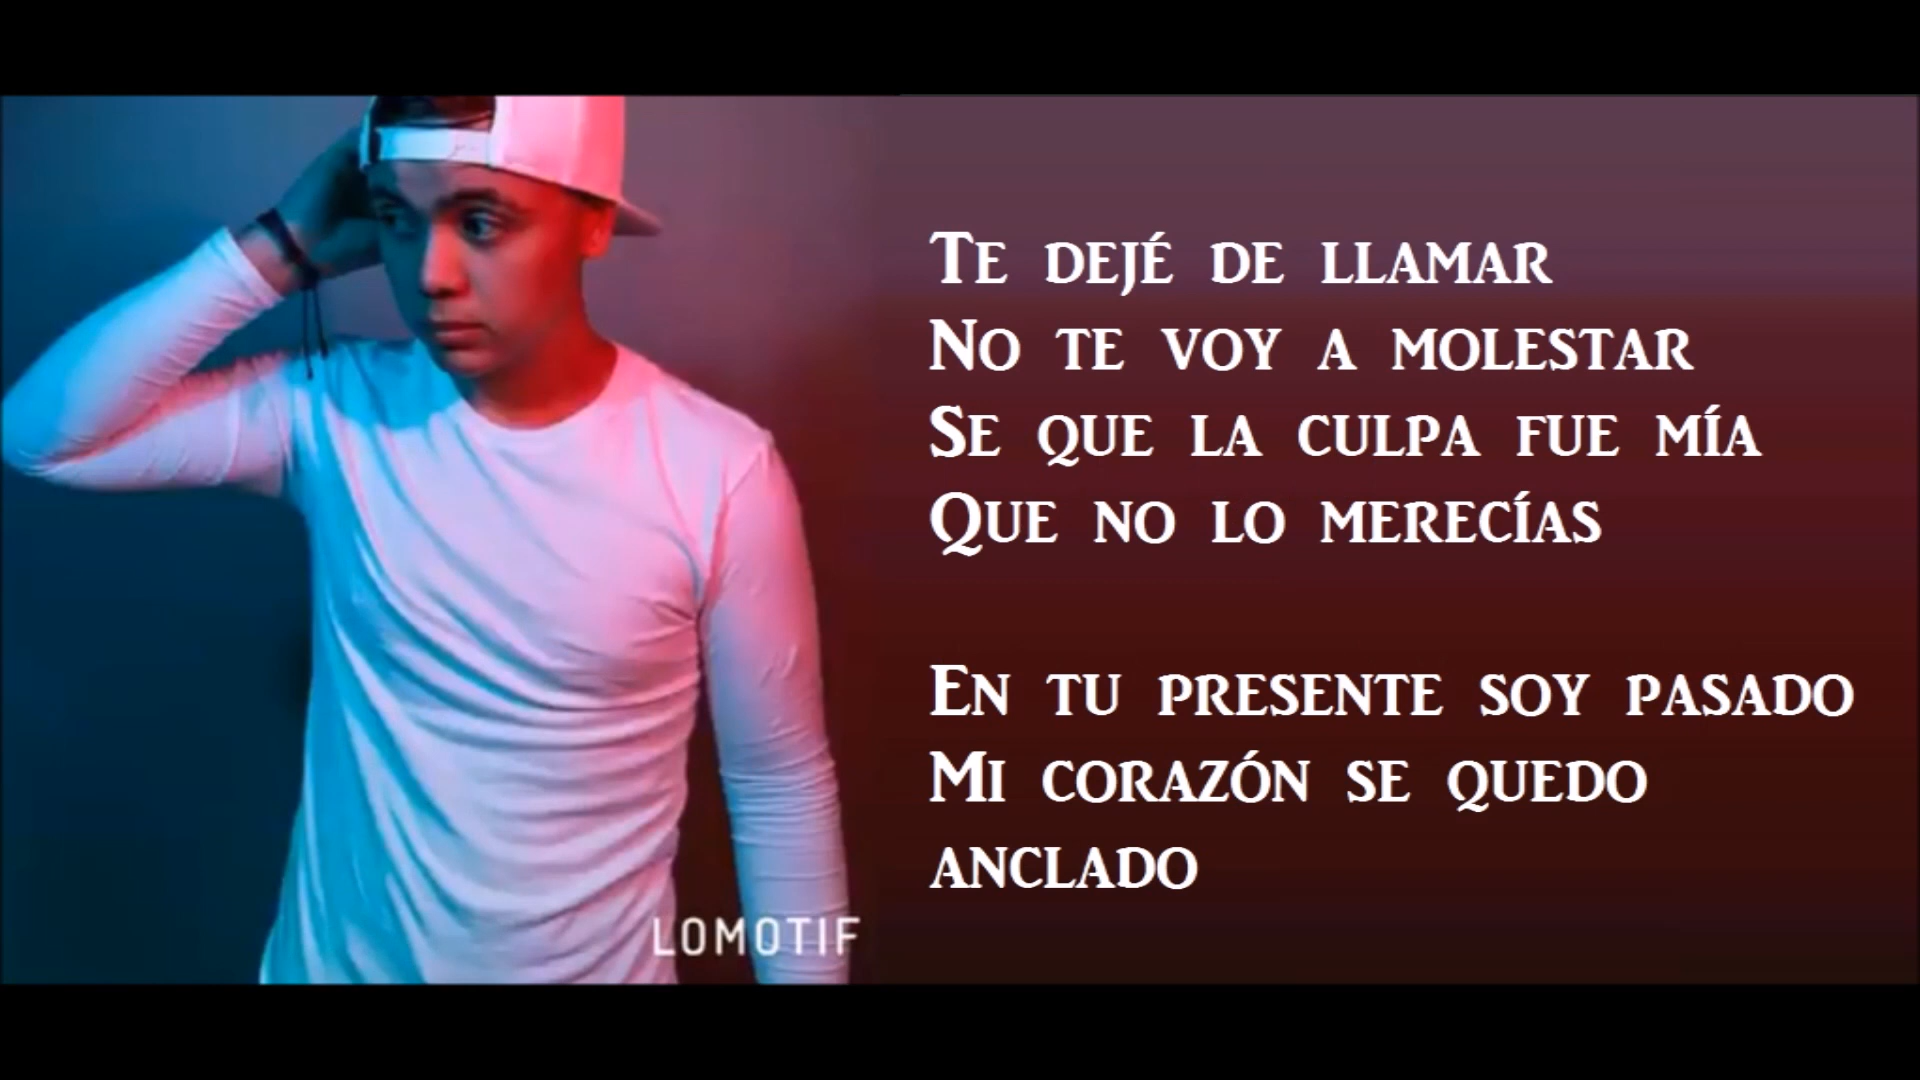 Te dejé de llamar
No te voy a molestar
Se que la culpa fue mía
Que no lo merecías
En tu presente soy pasado
Mi corazón se quedo
anclado
LOMOTIF